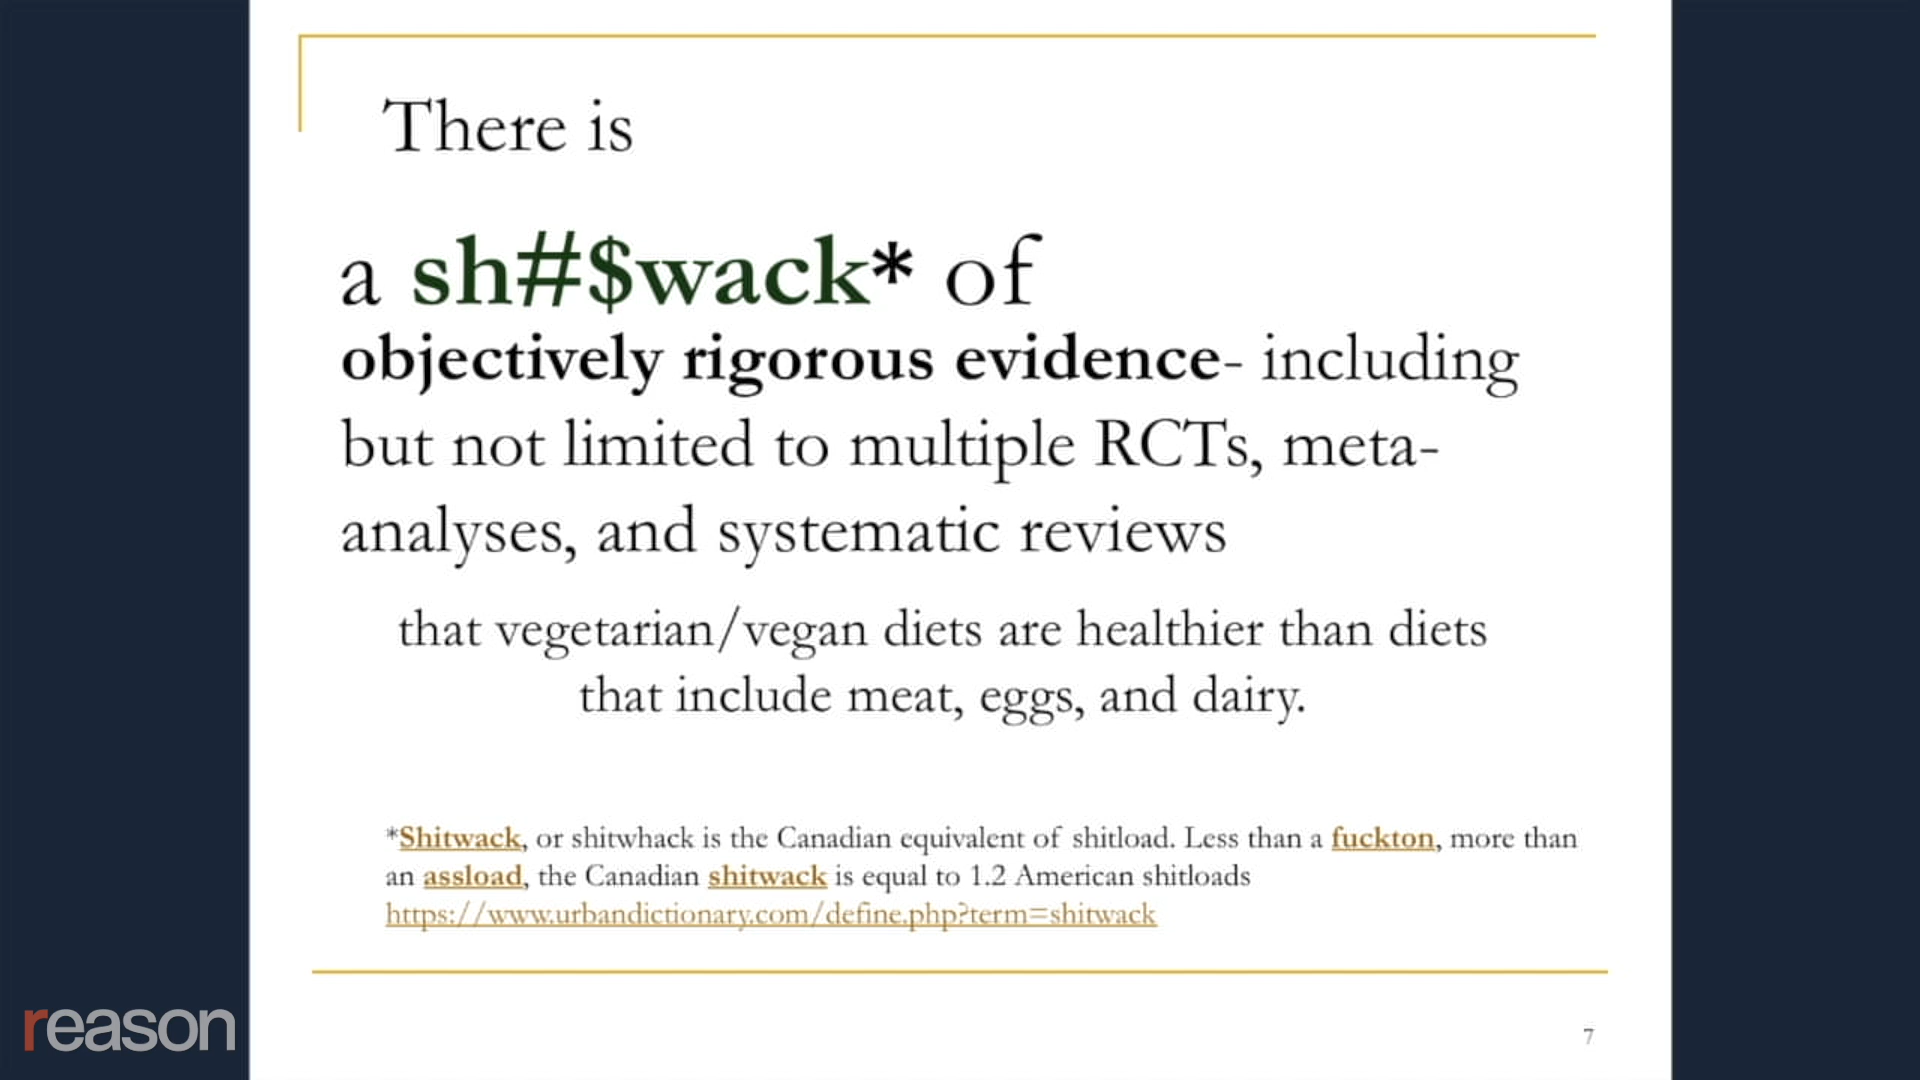 There is
a sh#$wack* of
objectively rigorous evidence- including
but not limited to multiple RCTs, meta-
analyses, and systematic reviews
that vegetarian/vegan diets are healthier than diets
that include meat, eggs, and dairy.
*Shitwack, or shitwhack is the Canadian equivalent of shitload. Less than a fuckton, more than
an assload, the Canadian shitwack is equal to 1.2 American shitloads
https://www.urbandictionary.com/define.php?term=shitwack
reason
7